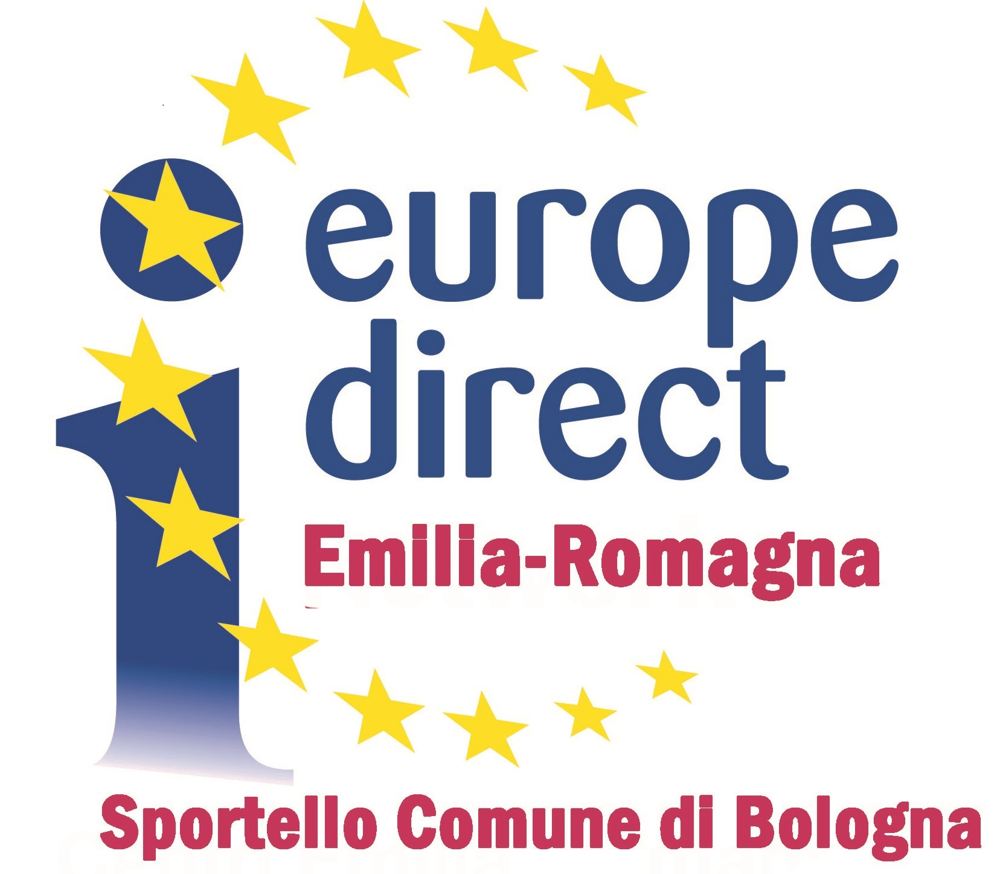 europe
direct
Emilia-Romagna
Sportello Comune di Bologna